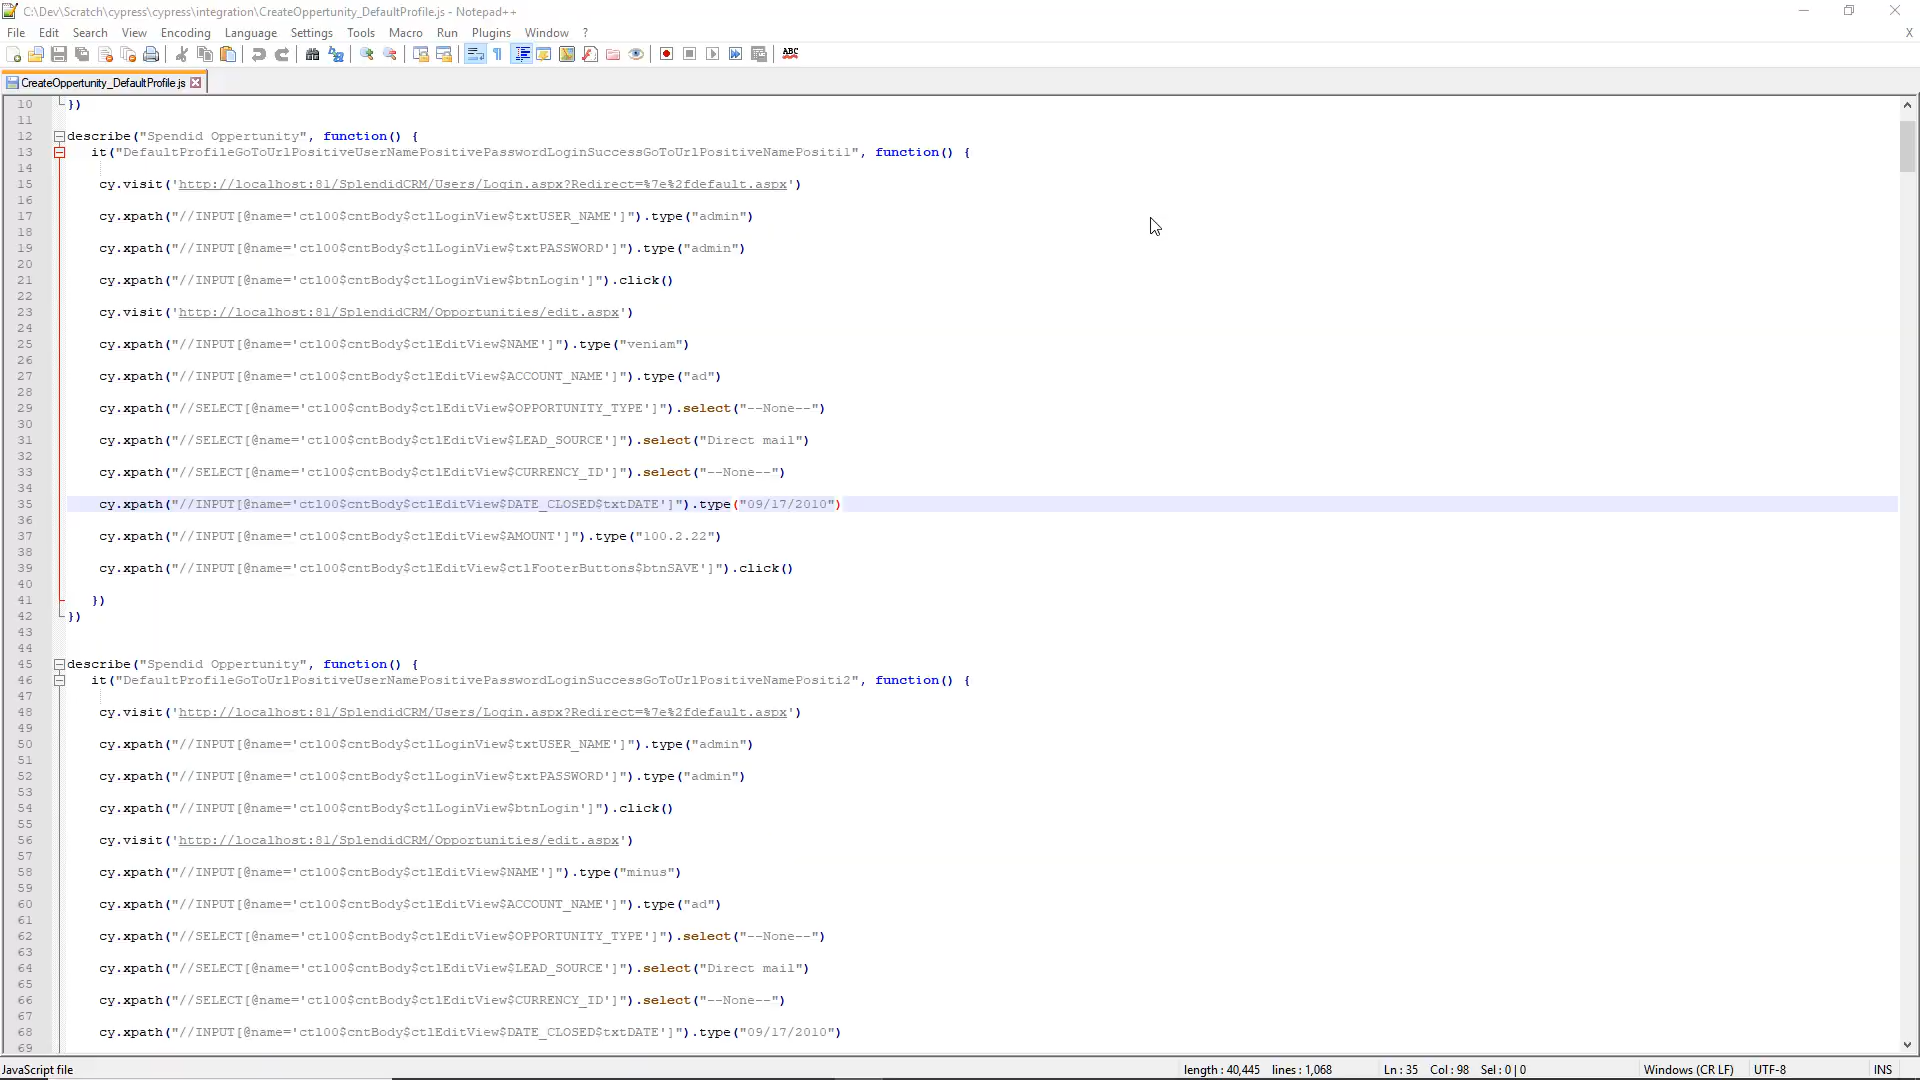 C:\Dev\Scratch\cypress\cypress\integration\CreateOppertunity_DefaultProfile.js - Notepad++
File Edit Search View Encoding Language Settings Tools Macro Run Plugins Window ? X
ABC
CreateOppertunity_DefaultProfile.js
10 })
11
12 describe("Spendid Oppertunity", function() {
13 it("DefaultProfileGoToUrlPositiveUserNamePositivePasswordLoginSuccessGoToUrlPositiveNamePositi1", function() {
14
15 cy.visit('http://localhost:81/SplendidCRM/Users/Login.aspx?Redirect=%7e%2fdefault.aspx')
16
17 cy.xpath("//INPUT[@name='ctl00$cntBody$ctlLoginView$txtUSER_NAME']").type("admin")
18
19 cy.xpath("//INPUT[@name='ctl00$cntBody$ctlLoginView$txtPASSWORD']").type("admin")
20
21 cy.xpath("//INPUT[@name='ctl00$cntBody$ctlLoginView$btnLogin']").click()
22
23 cy.visit('http://localhost:81/SplendidCRM/Opportunities/edit.aspx')
24
25 cy.xpath("//INPUT[@name='ctl00$cntBody$ctlEditView$NAME']").type("veniam")
26
27 cy.xpath("//INPUT[@name='ctl00$cntBody$ctlEditView$ACCOUNT_NAME']").type("ad")
28
29 cy.xpath("//SELECT[@name='ctl00$cntBody$ctlEditView$OPPORTUNITY_TYPE']").select("--None--")
30
31 cy.xpath("//SELECT[@name='ctl00$cntBody$ctlEditView$LEAD_SOURCE']").select("Direct mail")
32
33 cy.xpath("//SELECT[@name='ctl00$cntBody$ctlEditView$CURRENCY_ID']").select("--None--")
34
35 cy.xpath("//INPUT[@name='ctl00$cntBody$ctlEditView$DATE_CLOSED$txtDATE']").type("09/17/2010")
36
37 cy.xpath("//INPUT[@name='ctl00$cntBody$ctlEditView$AMOUNT']").type("100.2.22")
38
39 cy.xpath("//INPUT[@name='ctl00$cntBody$ctlEditView$ctlFooterButtons$btnSAVE']").click()
40
41 })
42 })
43
44
45 describe("Spendid Oppertunity", function() {
46 it("DefaultProfileGoToUrlPositiveUserNamePositivePasswordLoginSuccessGoToUrlPositiveNamePositi2", function() {
47
48 cy.visit('http://localhost:81/SplendidCRM/Users/Login.aspx?Redirect=%7e%2fdefault.aspx')
49
50 cy.xpath("//INPUT[@name='ctl00$cntBody$ctlLoginView$txtUSER_NAME']").type("admin")
51
52 cy.xpath("//INPUT[@name='ctl00$cntBody$ctlLoginView$txtPASSWORD']").type("admin")
53
54 cy.xpath("//INPUT[@name='ctl00$cntBody$ctlLoginView$btnLogin']").click()
55
56 cy.visit('http://localhost:81/SplendidCRM/Opportunities/edit.aspx')
57
58 cy.xpath("//INPUT[@name='ctl00$cntBody$ctlEditView$NAME']").type("minus")
59
60 cy.xpath("//INPUT[@name='ctl00$cntBody$ctlEditView$ACCOUNT_NAME']").type("ad")
61
62 cy.xpath("//SELECT[@name='ctl00$cntBody$ctlEditView$OPPORTUNITY_TYPE']").select("--None--")
63
64 cy.xpath("//SELECT[@name='ctl00$cntBody$ctlEditView$LEAD_SOURCE']").select("Direct mail")
65
66 cy.xpath("//SELECT[@name='ctl00$cntBody$ctlEditView$CURRENCY_ID']").select("--None--")
67
68 cy.xpath("//INPUT[@name='ctl00$cntBody$ctlEditView$DATE_CLOSED$txtDATE']").type("09/17/2010")
69
JavaScript file length : 40,445 lines : 1,068 Ln : 35 Col : 98 Sel : 0 | 0 Windows (CR LF) UTF-8 INS